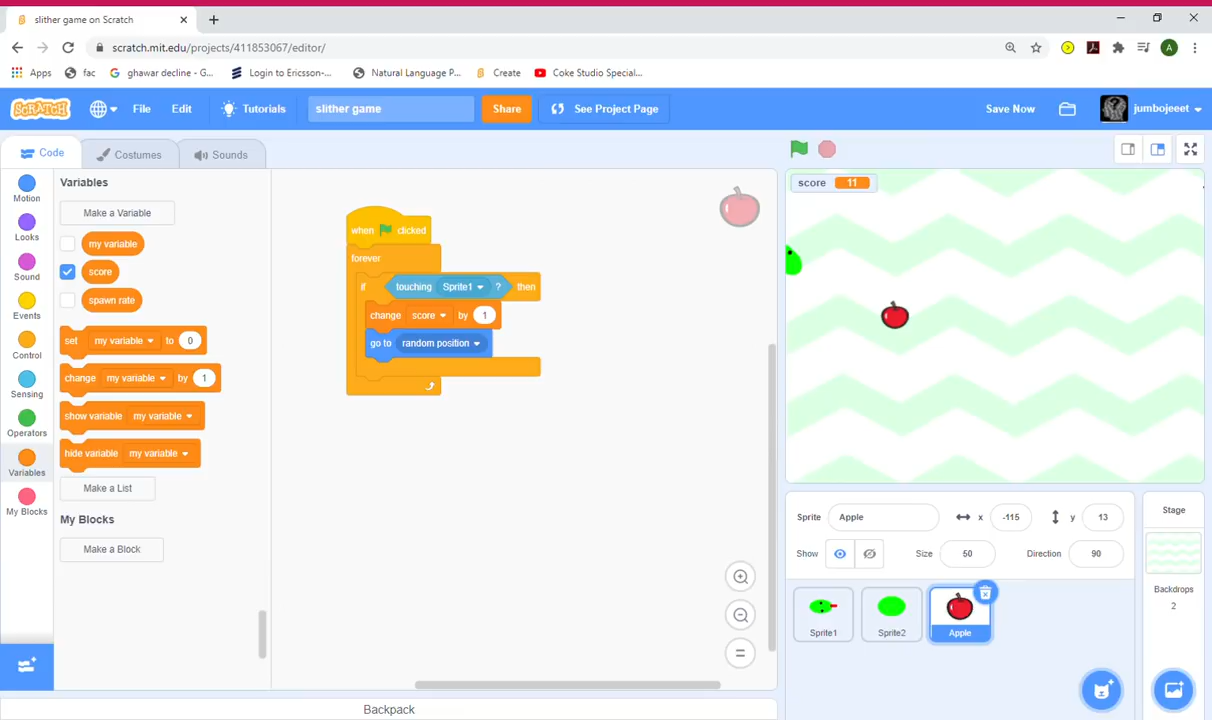 slither game on Scratch
scratch.mit.edu/projects/411853067/editor/
A
Apps fac ghawar decline - G... Login to Ericsson-... Natural Language P... Create Coke Studio Special...
SCRATCH File Edit Tutorials slither game Share See Project Page Save Now jumbojeeet
Code Costumes Sounds
Motion
Looks
Sound
Events
Control
Sensing
Operators
Variables
My Blocks
Variables
Make a Variable
my variable
score
spawn rate
set my variable to 0
change my variable by 1
show variable my variable
hide variable my variable
Make a List
My Blocks
Make a Block
when clicked
forever
if touching Sprite1 ? then
change score by 1
go to random position
=
Backpack
score 11
Sprite Apple x -115 y 13
Show Size 50 Direction 90
Sprite1 Sprite2 Apple
Stage
Backdrops
2